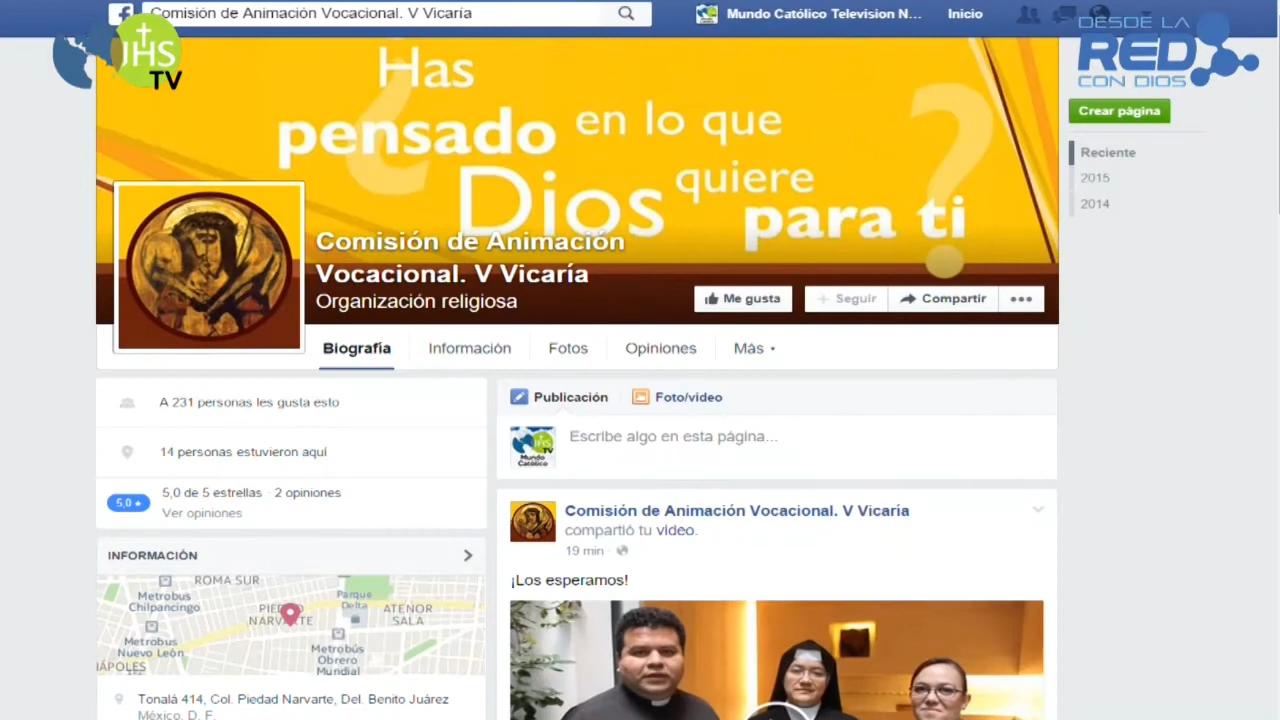 Comisión de Animación Vocacional. V Vicaría
Mundo Católico Television N...
Inicio
JHS
TV
DESDE LA
RED
CON DIOS
Has
pensado en lo que
Dios quiere
para ti
¿
?
Comisión de Animación
Vocacional. V Vicaría
Organización religiosa
Me gusta
+ Seguir
Compartir
Crear página
Reciente
2015
2014
Biografía
Información
Fotos
Opiniones
Más
A 231 personas les gusta esto
14 personas estuvieron aquí
5,0
5,0 de 5 estrellas · 2 opiniones
Ver opiniones
INFORMACIÓN
ROMA SUR
Metrobus
Chilpancingo
PIEDAD
NARVARTE
Parque
Delta
ATENOR
SALA
Metrobus
Nuevo León
Metrobús
Obrero
Mundial
ÁPOLES
Tonalá 414, Col. Piedad Narvarte, Del. Benito Juárez
México, D. F.
Publicación
Foto/video
JHS
TV
Mundo
Católico
Escribe algo en esta página...
Comisión de Animación Vocacional. V Vicaría
compartió tu video.
19 min ·
¡Los esperamos!